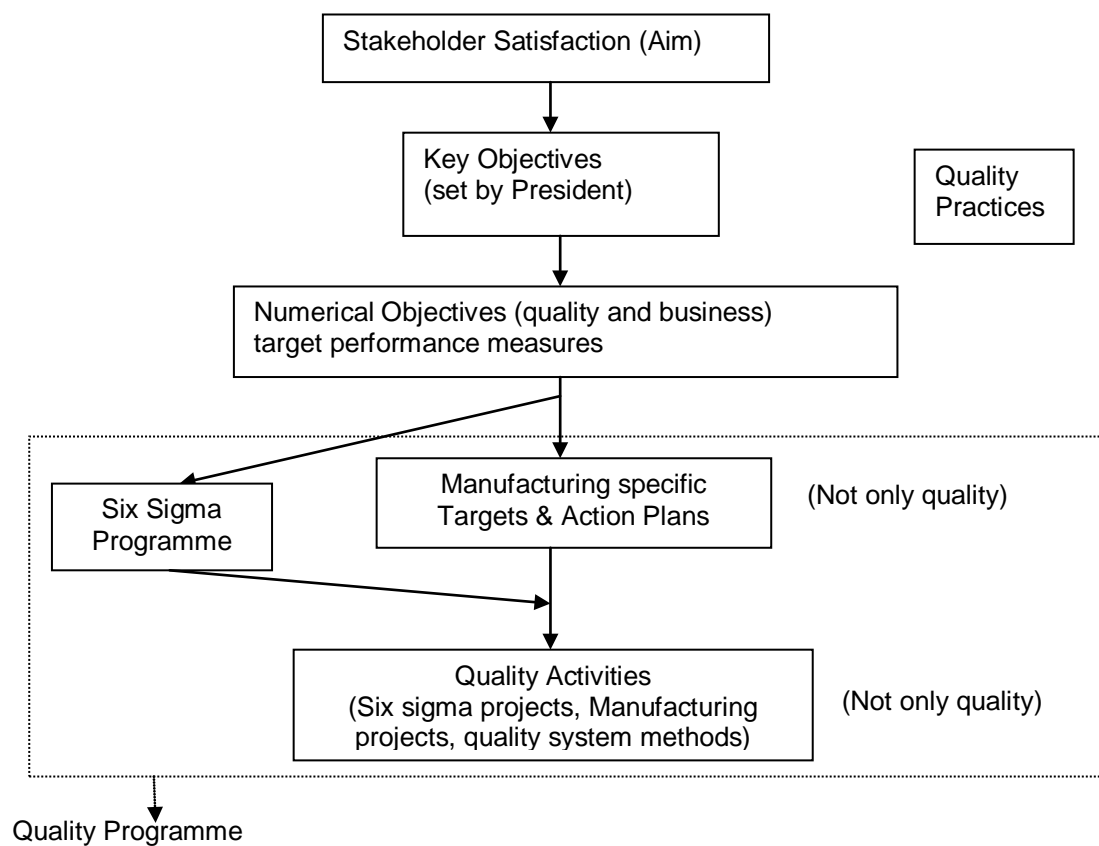 Stakeholder Satisfaction (Aim)
Key Objectives
(set by President)
Quality
Practices
Numerical Objectives (quality and business)
target performance measures
Six Sigma
Programme
Manufacturing specific
Targets & Action Plans
(Not only quality)
Quality Activities
(Six sigma projects, Manufacturing
projects, quality system methods)
(Not only quality)
Quality Programme